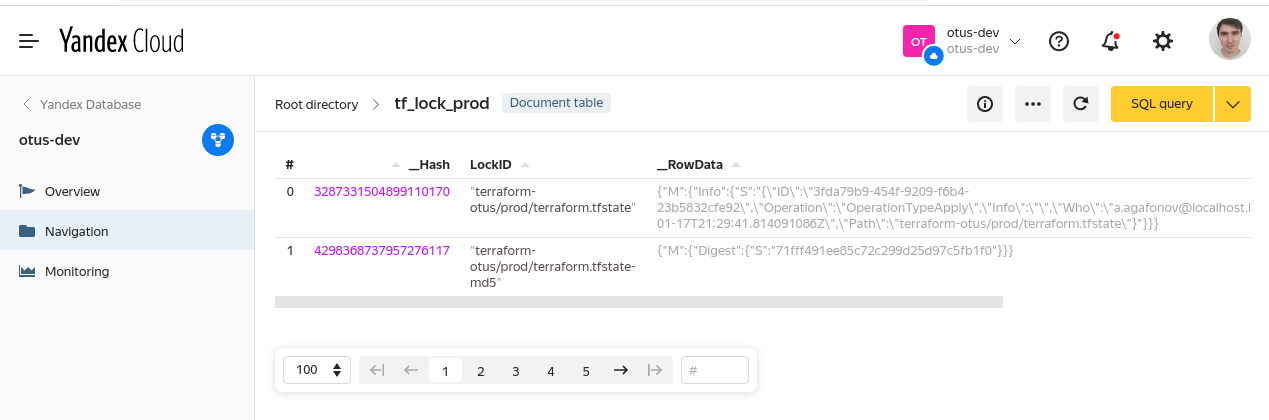 Yandex Cloud
OT
otus-dev
otus-dev
Yandex Database
otus-dev
Overview
Navigation
Monitoring
Root directory
tf_lock_prod
Document table
SQL query
# __Hash LockID __RowData
0 3287331504899110170 "terraform-otus/prod/terraform.tfstate"
{"M":{"Info":{"S":"{\"ID\":\"3fda79b9-454f-9209-f6b4-
23b5832cfe92\",\"Operation\":\"OperationTypeApply\",\"Info\":\"\",\"Who\":\"a.agafonov@localhost.l
01-17T21:29:41.814091086Z\",\"Path\":\"terraform-otus/prod/terraform.tfstate\"}"}}}
1 4298368737957276117 "terraform-otus/prod/terraform.tfstate-md5"
{"M":{"Digest":{"S":"71fff491ee85c72c299d25d97c5fb1f0"}}}
100
1 2 3 4 5
#